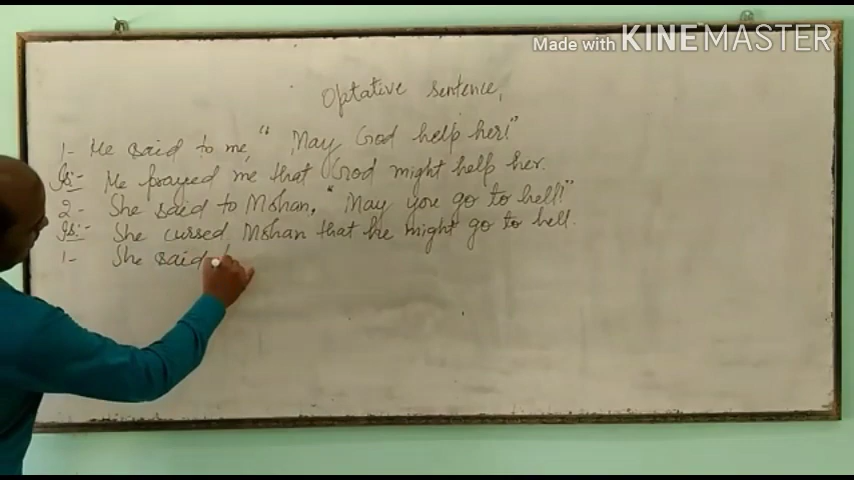 Made with KINEMASTER
Optative sentence,
1- He said to me, "May God help her!"
Is:- He prayed me that God might help her.
2- She said to Mohan, "May you go to hell!"
Is:- She cursed Mohan that he might go to hell.
1- She said